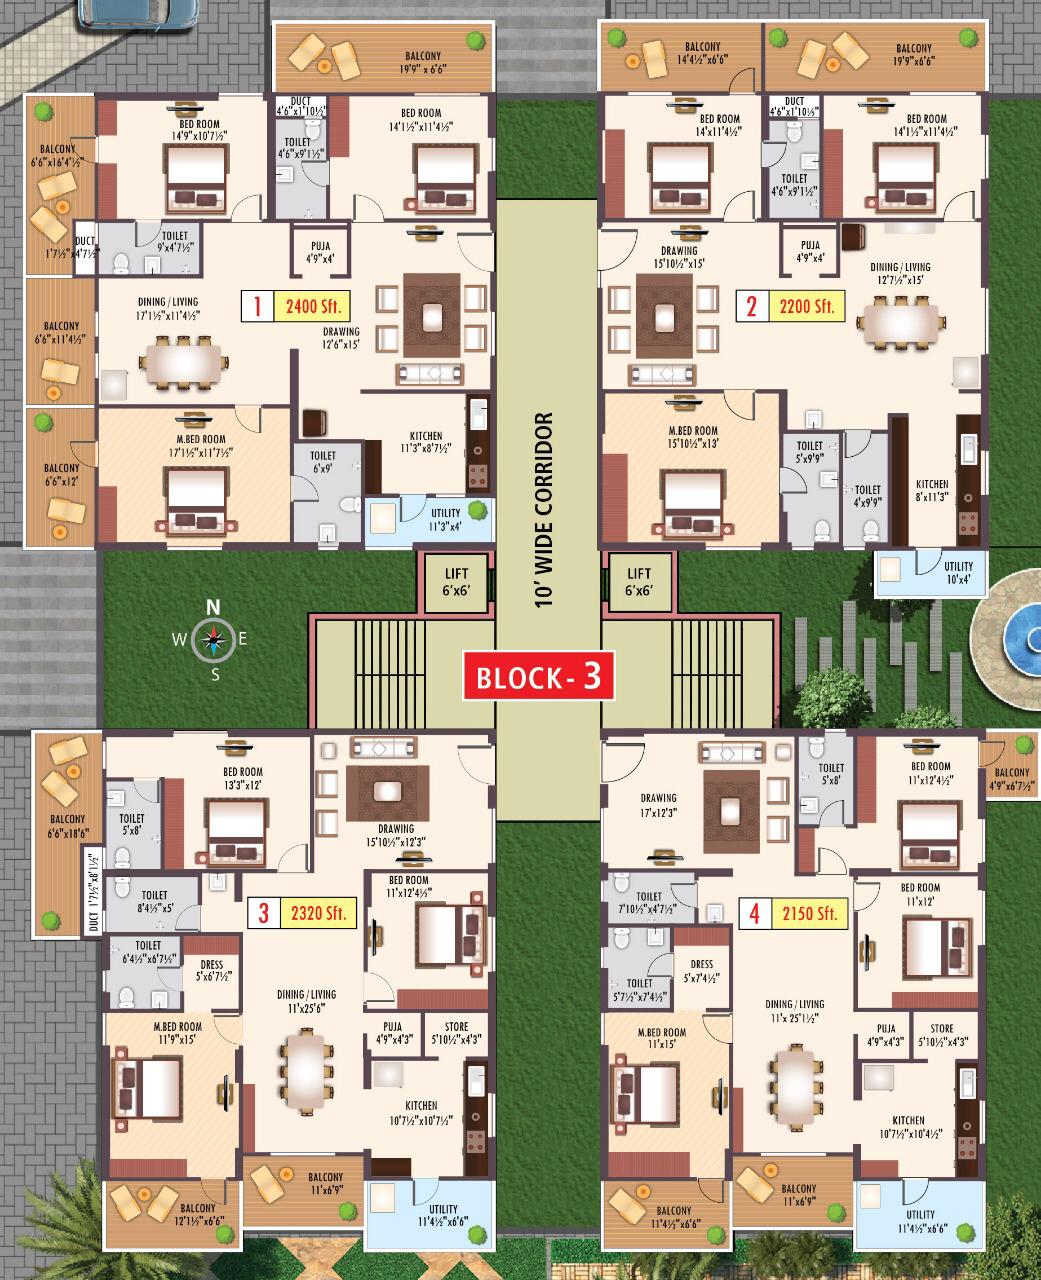 BALCONY
19'9" x 6'6"
BALCONY
14'4½"x6'6"
BALCONY
19'9"x6'6"
BED ROOM
14'9"x10'7½"
DUCT
4'6"x1'10½"
TOILET
4'6"x9'1½"
BED ROOM
14'1½"x11'4½"
BALCONY
6'6"x16'4½"
DUCT
1'7½"x4'7½"
TOILET
9'x4'7½"
PUJA
4'9"x4'
DINING / LIVING
17'1½"x11'4½"
1
2400 Sft.
DRAWING
12'6"x15'
BALCONY
6'6"x11'4½"
BALCONY
6'6"x12'
M.BED ROOM
17'1½"x11'7½"
TOILET
6'x9'
KITCHEN
11'3"x8'7½"
UTILITY
11'3"x4'
BED ROOM
14'x11'4½"
DUCT
4'6"x1'10½"
TOILET
4'6"x9'1½"
BED ROOM
14'1½"x11'4½"
DRAWING
15'10½"x15'
PUJA
4'9"x4'
DINING / LIVING
12'7½"x15'
2
2200 Sft.
M.BED ROOM
15'10½"x13'
TOILET
5'x9'9"
TOILET
4'x9'9"
KITCHEN
8'x11'3"
UTILITY
10'x4'
10' WIDE CORRIDOR
LIFT
6'x6'
LIFT
6'x6'
N
W
E
S
BLOCK - 3
BALCONY
6'6"x18'6"
BED ROOM
13'3"x12'
TOILET
5'x8'
DRAWING
15'10½"x12'3"
DUCT 1'7½"x8'1½"
TOILET
8'4½"x5'
3
2320 Sft.
BED ROOM
11'x12'4½"
TOILET
6'4½"x6'7½"
DRESS
5'x6'7½"
DINING / LIVING
11'x25'6"
M.BED ROOM
11'9"x15'
PUJA
4'9"x4'3"
STORE
5'10½"x4'3"
KITCHEN
10'7½"x10'7½"
BALCONY
12'1½"x6'6"
BALCONY
11'x6'9"
UTILITY
11'4½"x6'6"
DRAWING
17'x12'3"
TOILET
5'x8'
BED ROOM
11'x12'4½"
BALCONY
4'9"x6'7½"
TOILET
7'10½"x4'7½"
4
2150 Sft.
BED ROOM
11'x12'
TOILET
5'7½"x7'4½"
DRESS
5'x7'4½"
DINING / LIVING
11'x 25'1½"
M.BED ROOM
11'x15'
PUJA
4'9"x4'3"
STORE
5'10½"x4'3"
KITCHEN
10'7½"x10'4½"
BALCONY
11'4½"x6'6"
BALCONY
11'x6'9"
UTILITY
11'4½"x6'6"